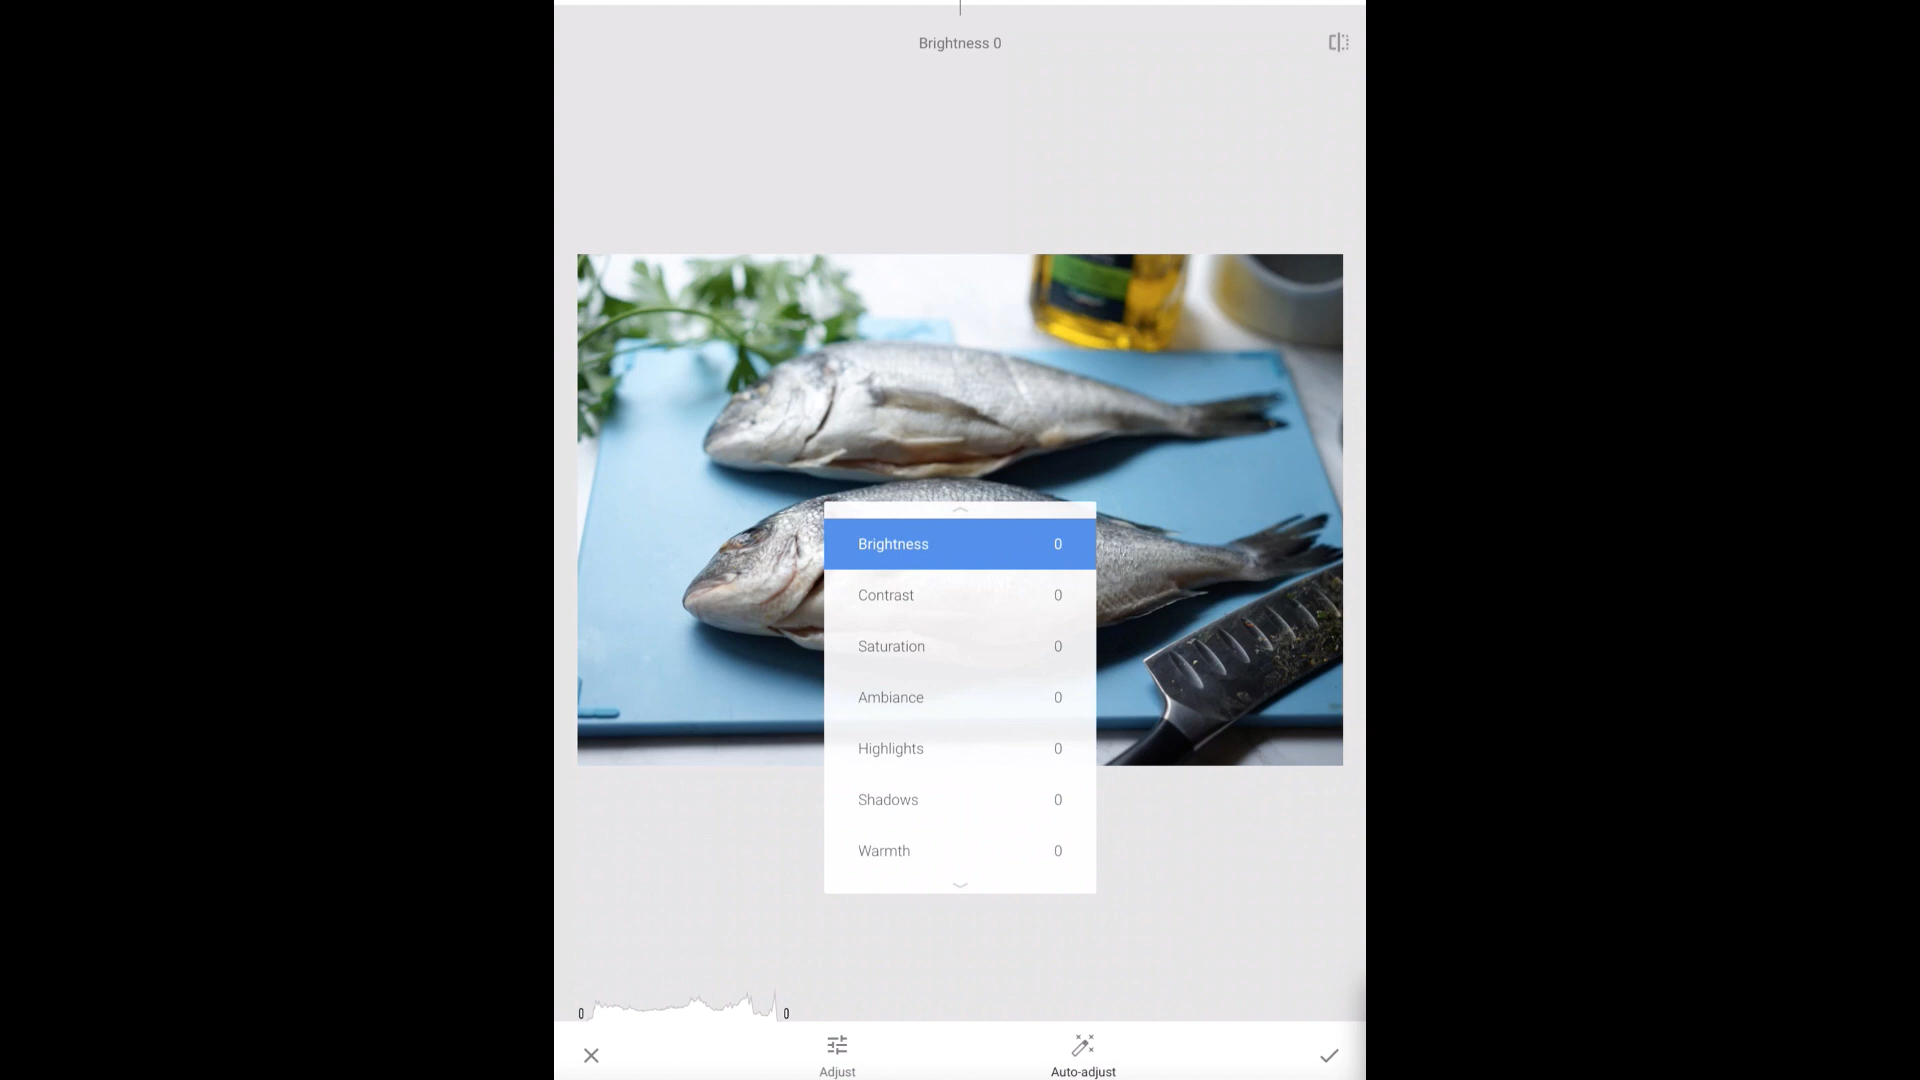 Brightness 0
Brightness 0
Contrast 0
Saturation 0
Ambiance 0
Highlights 0
Shadows 0
Warmth 0
0 0
Adjust Auto-adjust